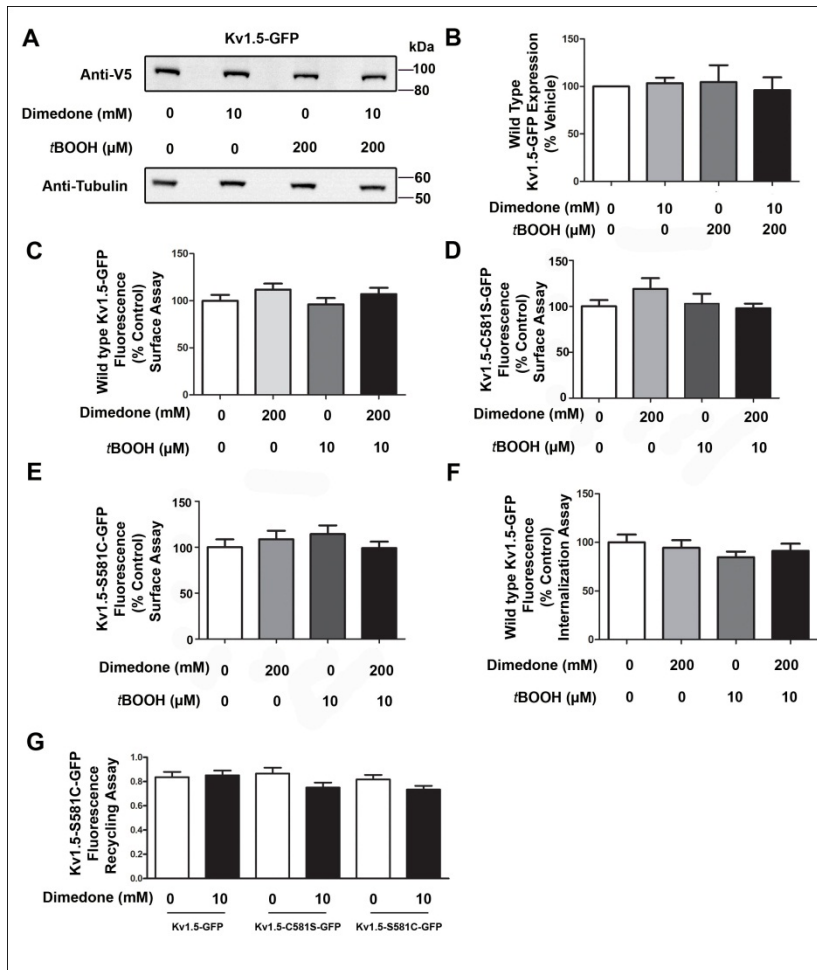 A
Kv1.5-GFP
kDa
Anti-V5
100
80
Dimedone (mM) 0 10 0 10
tBOOH (µM) 0 0 200 200
Anti-Tubulin
60
50
B
Wild Type
Kv1.5-GFP Expression
(% Vehicle)
150
100
50
0
Dimedone (mM) 0 10 0 10
tBOOH (µM) 0 0 200 200
C
Wild type Kv1.5-GFP
Fluorescence
(% Control)
Surface Assay
150
100
50
0
Dimedone (mM) 0 200 0 200
tBOOH (µM) 0 0 10 10
D
Kv1.5-C581S-GFP
Fluorescence
(% Control)
Surface Assay
150
100
50
0
Dimedone (mM) 0 200 0 200
tBOOH (µM) 0 0 10 10
E
Kv1.5-S581C-GFP
Fluorescence
(% Control)
Surface Assay
150
100
50
0
Dimedone (mM) 0 200 0 200
tBOOH (µM) 0 0 10 10
F
Wild type Kv1.5-GFP
Fluorescence
(% Control)
Internalization Assay
150
100
50
0
Dimedone (mM) 0 200 0 200
tBOOH (µM) 0 0 10 10
G
Kv1.5-S581C-GFP
Fluorescence
Recycling Assay
1.0
0.8
0.6
0.4
0.2
0.0
Dimedone (mM) 0 10 0 10 0 10
Kv1.5-GFP Kv1.5-C581S-GFP Kv1.5-S581C-GFP